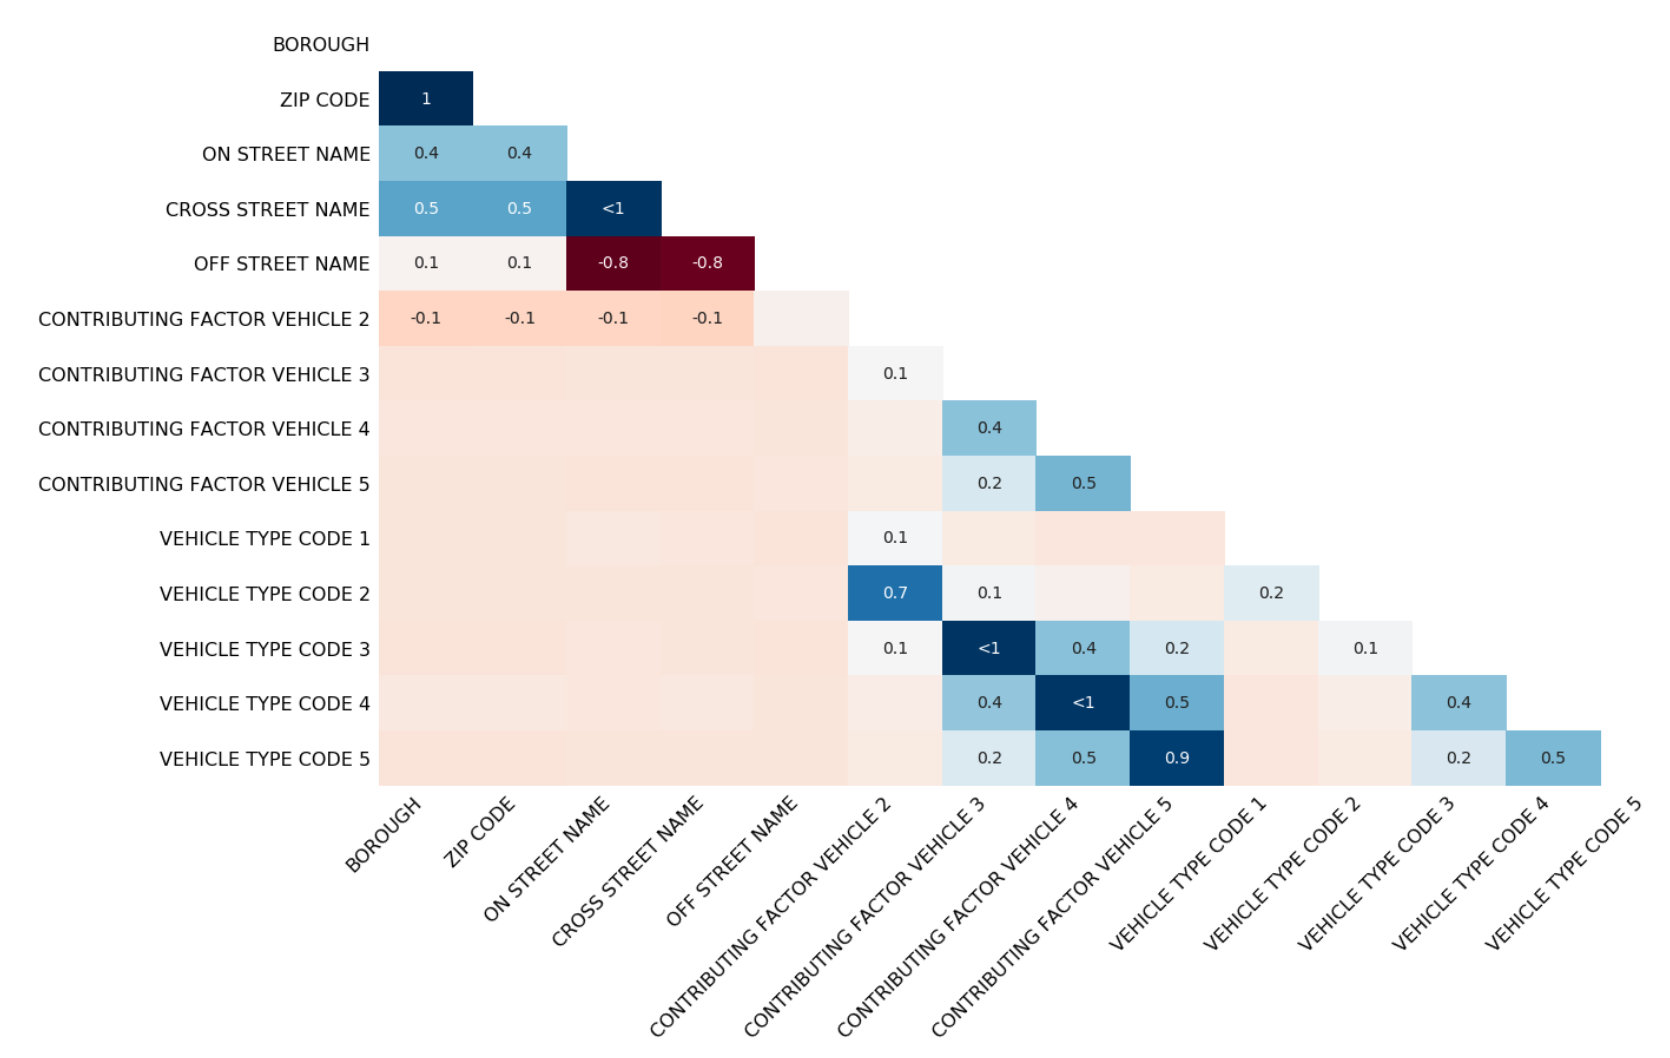 BOROUGH
ZIP CODE 1
ON STREET NAME 0.4 0.4
CROSS STREET NAME 0.5 0.5 <1
OFF STREET NAME 0.1 0.1 -0.8 -0.8
CONTRIBUTING FACTOR VEHICLE 2 -0.1 -0.1 -0.1 -0.1
CONTRIBUTING FACTOR VEHICLE 3 0.1
CONTRIBUTING FACTOR VEHICLE 4 0.4
CONTRIBUTING FACTOR VEHICLE 5 0.2 0.5
VEHICLE TYPE CODE 1 0.1
VEHICLE TYPE CODE 2 0.7 0.1 0.2
VEHICLE TYPE CODE 3 0.1 <1 0.4 0.2 0.1
VEHICLE TYPE CODE 4 0.4 <1 0.5 0.4
VEHICLE TYPE CODE 5 0.2 0.5 0.9 0.2 0.5
BOROUGH
ZIP CODE
ON STREET NAME
CROSS STREET NAME
OFF STREET NAME
CONTRIBUTING FACTOR VEHICLE 2
CONTRIBUTING FACTOR VEHICLE 3
CONTRIBUTING FACTOR VEHICLE 4
CONTRIBUTING FACTOR VEHICLE 5
VEHICLE TYPE CODE 1
VEHICLE TYPE CODE 2
VEHICLE TYPE CODE 3
VEHICLE TYPE CODE 4
VEHICLE TYPE CODE 5